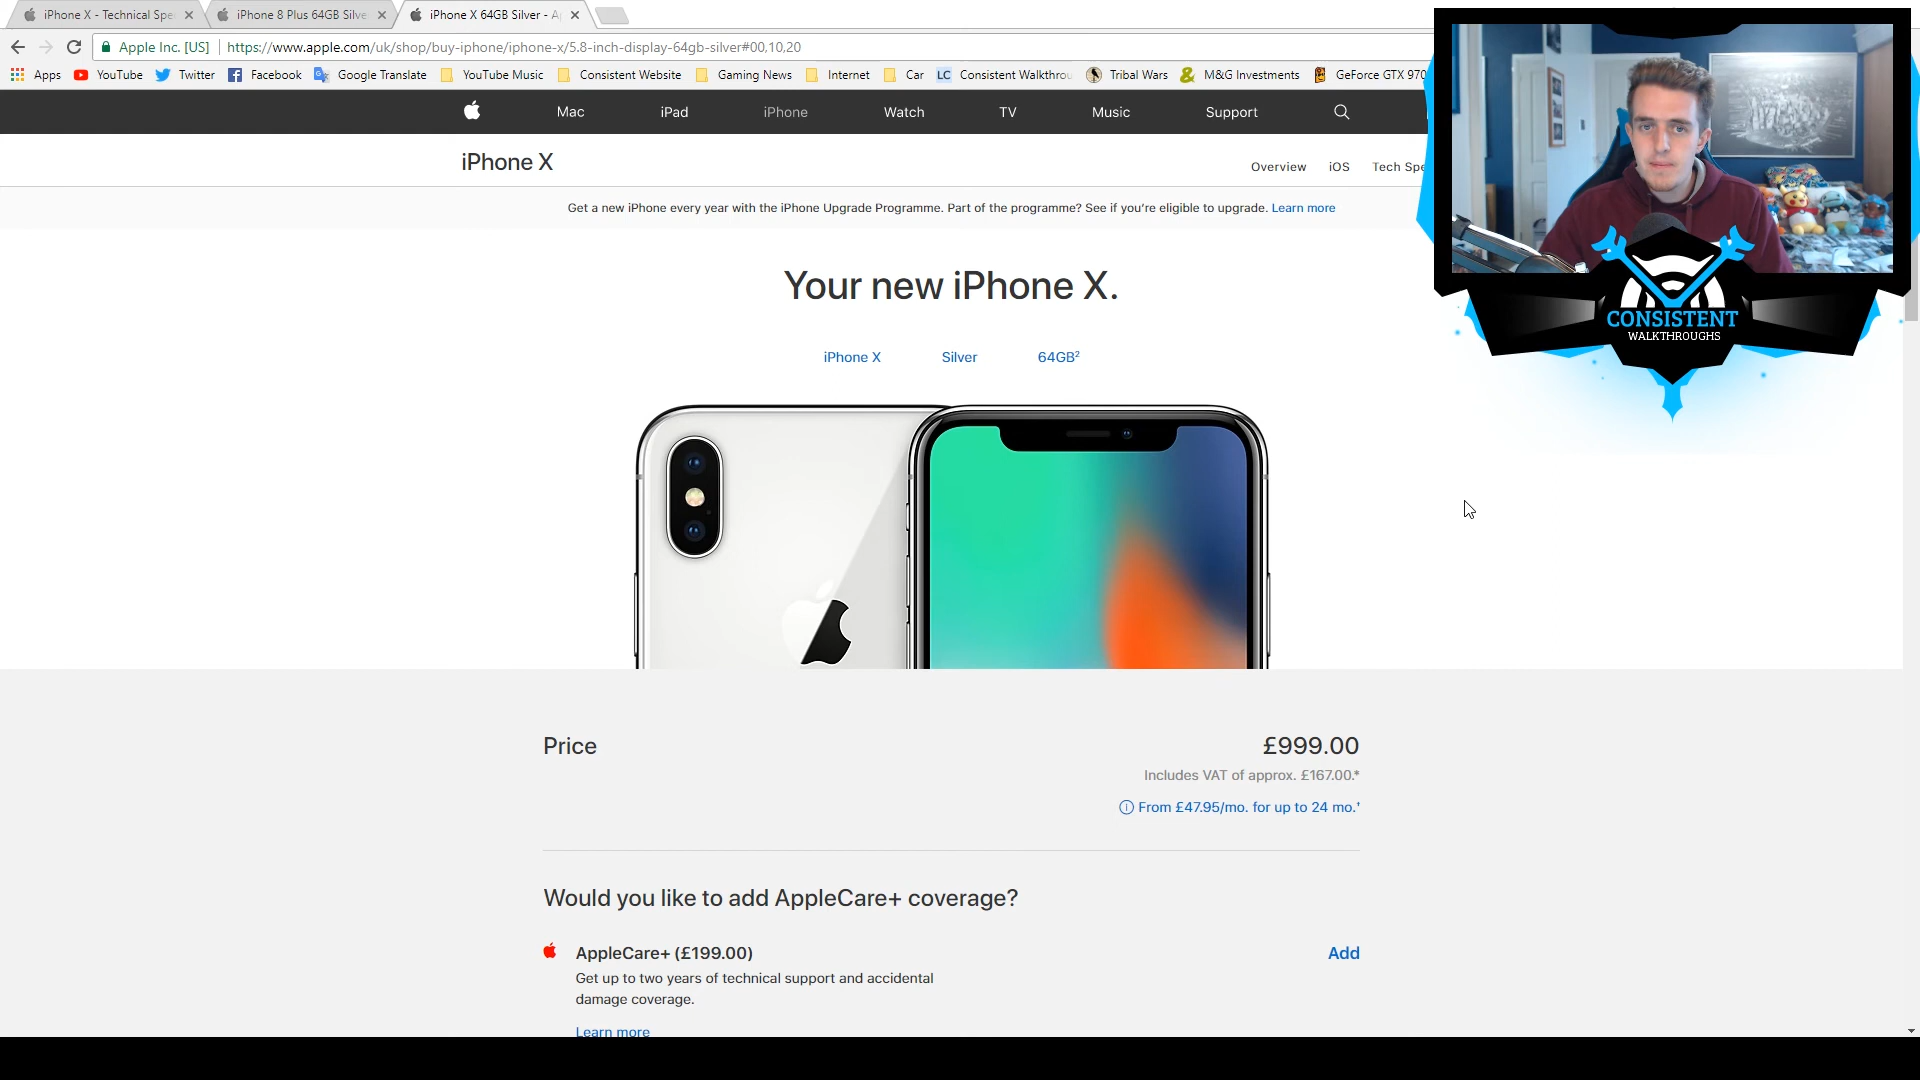 iPhone X - Technical Spe
iPhone 8 Plus 64GB Silve
iPhone X 64GB Silver - A
Apple Inc. [US]
https://www.apple.com/uk/shop/buy-iphone/iphone-x/5.8-inch-display-64gb-silver#00,10,20
Apps YouTube Twitter Facebook Google Translate YouTube Music Consistent Website Gaming News Internet Car LC Consistent Walkthrou Tribal Wars M&G Investments GeForce GTX 970
Mac iPad iPhone Watch TV Music Support
iPhone X
Overview iOS Tech Spe
Get a new iPhone every year with the iPhone Upgrade Programme. Part of the programme? See if you're eligible to upgrade. Learn more
Your new iPhone X.
iPhone X Silver 64GB²
CONSISTENT
WALKTHROUGHS
Price £999.00
Includes VAT of approx. £167.00.*
From £47.95/mo. for up to 24 mo.†
Would you like to add AppleCare+ coverage?
AppleCare+ (£199.00) Add
Get up to two years of technical support and accidental
damage coverage.
Learn more